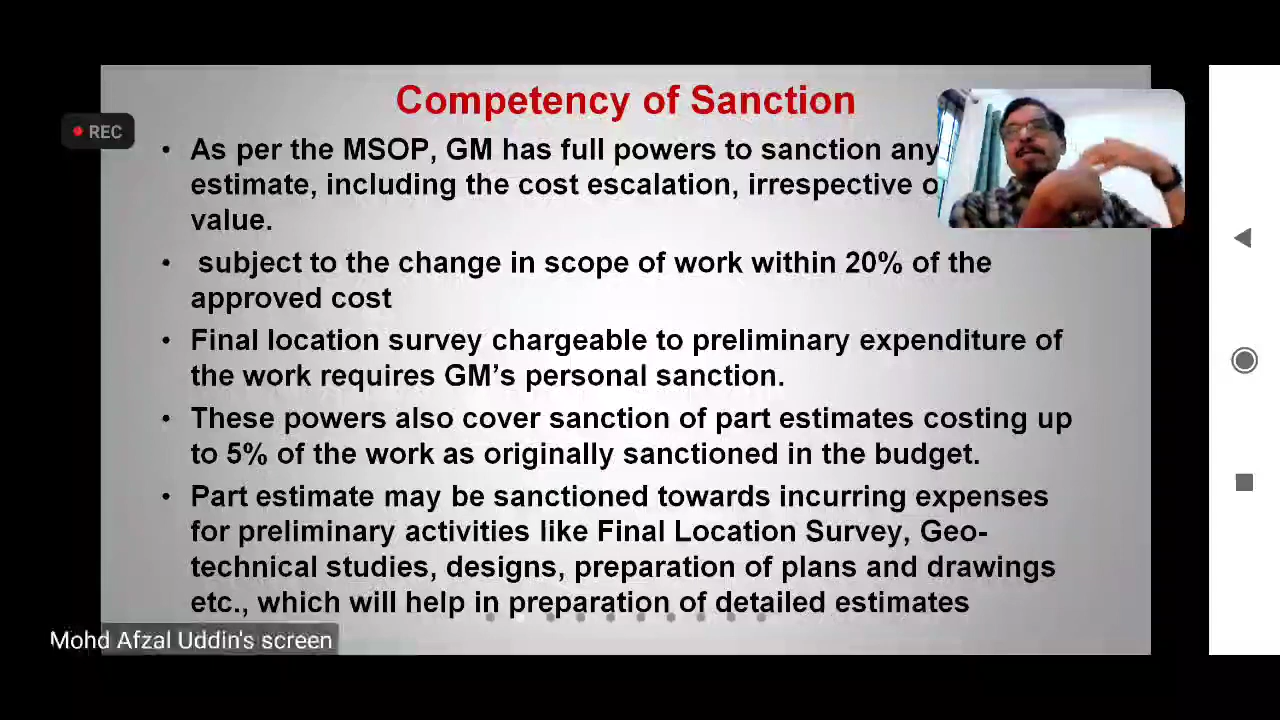 Competency of Sanction
REC
• As per the MSOP, GM has full powers to sanction any
estimate, including the cost escalation, irrespective
value.
• subject to the change in scope of work within 20% of the
approved cost
• Final location survey chargeable to preliminary expenditure of
the work requires GM’s personal sanction.
• These powers also cover sanction of part estimates costing up
to 5% of the work as originally sanctioned in the budget.
• Part estimate may be sanctioned towards incurring expenses
for preliminary activities like Final Location Survey, Geo-
technical studies, designs, preparation of plans and drawings
etc., which will help in preparation of detailed estimates
Mohd Afzal Uddin's screen